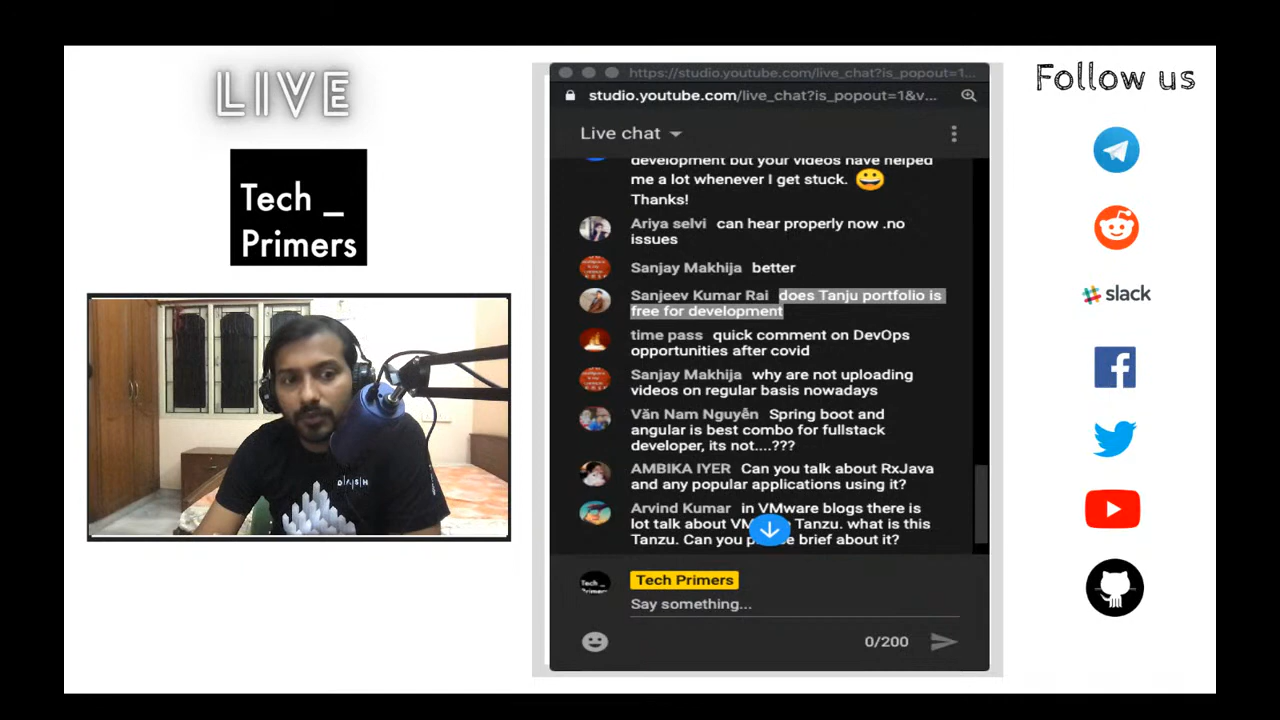 LIVE
Tech _
Primers
https://studio.youtube.com/live_chat?is_popout=1...
studio.youtube.com/live_chat?is_popout=1&v...
Live chat
development but your videos have helped
me a lot whenever I get stuck. 😀
Thanks!
Ariya selvi can hear properly now .no
issues
Sanjay Makhija better
Sanjeev Kumar Rai does Tanju portfolio is
free for development
time pass quick comment on DevOps
opportunities after covid
Sanjay Makhija why are not uploading
videos on regular basis nowadays
Văn Nam Nguyễn Spring boot and
angular is best combo for fullstack
developer, its not....???
AMBIKA IYER Can you talk about RxJava
and any popular applications using it?
Arvind Kumar in VMware blogs there is
lot talk about Tanzu. what is this
Tanzu. Can you brief about it?
Tech Primers
Say something...
0/200
Follow us
slack